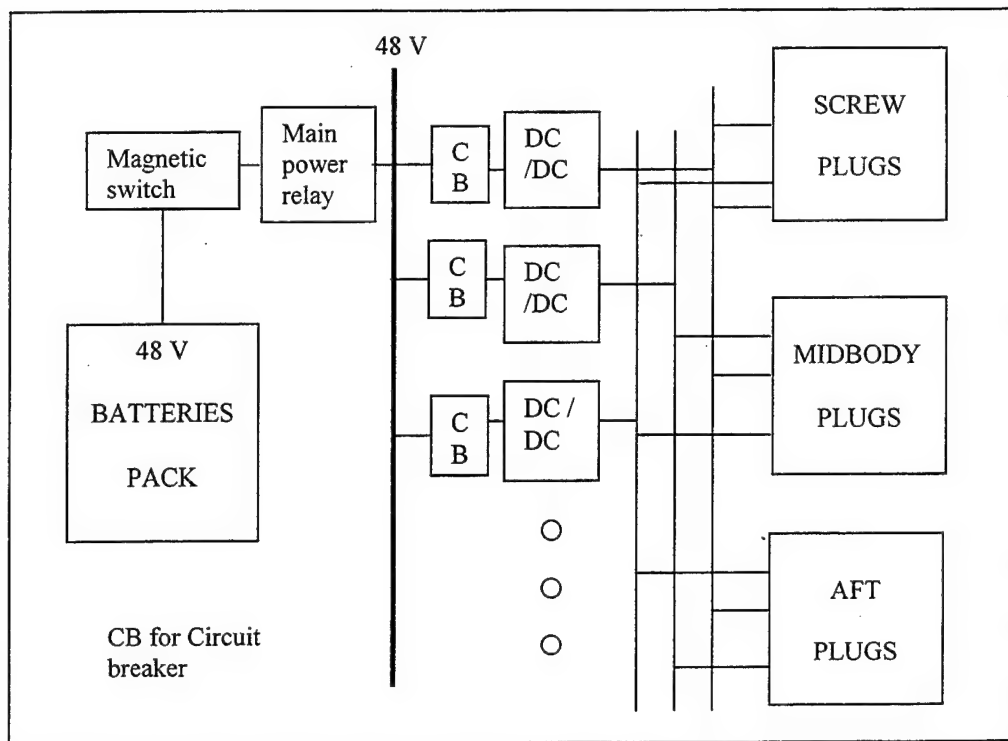 48 V
Magnetic
switch
Main
power
relay
C
B
DC
/DC
SCREW
PLUGS
C
B
DC
/DC
48 V
BATTERIES
PACK
MIDBODY
PLUGS
C
B
DC /
DC
AFT
PLUGS
CB for Circuit
breaker